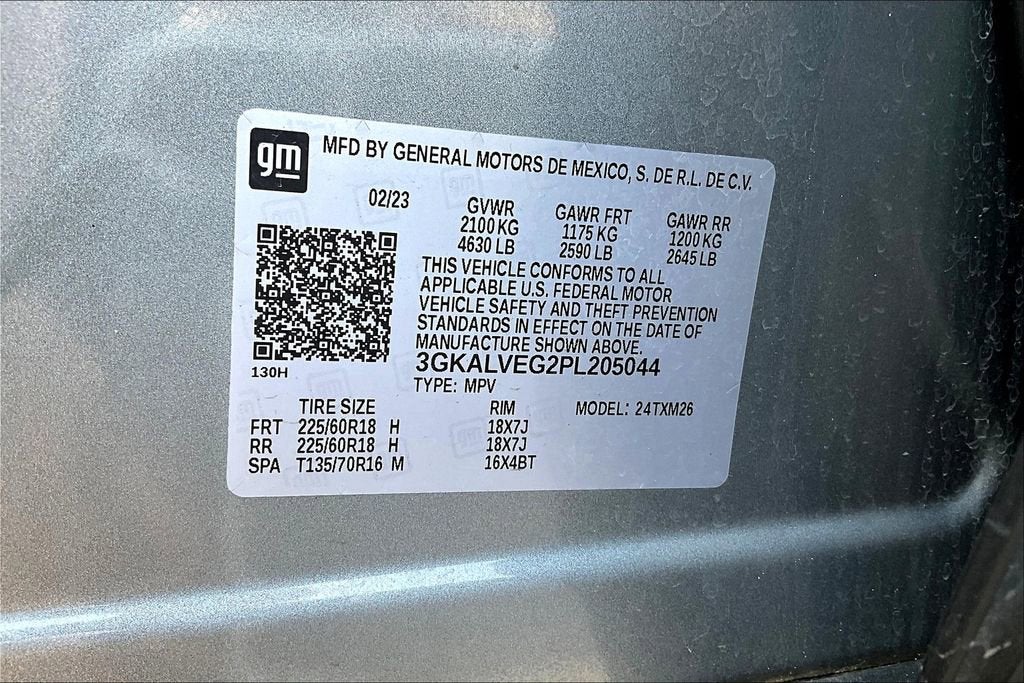 gm
MFD BY GENERAL MOTORS DE MEXICO, S. DE R.L. DE C.V.
02/23
GVWR GAWR FRT GAWR RR
2100 KG 1175 KG 1200 KG
4630 LB 2590 LB 2645 LB
THIS VEHICLE CONFORMS TO ALL
APPLICABLE U.S. FEDERAL MOTOR
VEHICLE SAFETY AND THEFT PREVENTION
STANDARDS IN EFFECT ON THE DATE OF
MANUFACTURE SHOWN ABOVE.
3GKALVEG2PL205044
130H
TYPE: MPV
TIRE SIZE RIM MODEL: 24TXM26
FRT 225/60R18 H 18X7J
RR 225/60R18 H 18X7J
SPA T135/70R16 M 16X4BT